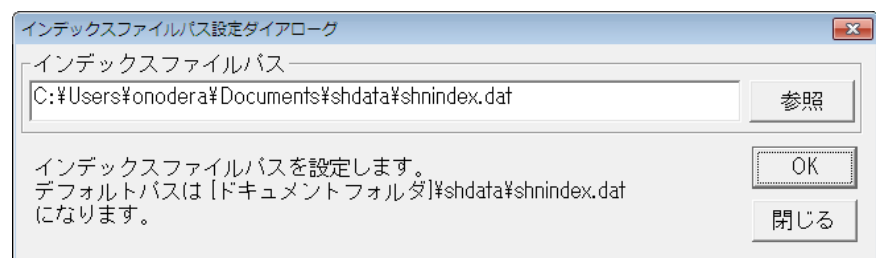 インデックスファイルパス設定ダイアローグ
インデックスファイルパス
C:¥Users¥onodera¥Documents¥shdata¥shnindex.dat
参照
インデックスファイルパスを設定します。
デフォルトパスは [ドキュメントフォルダ]¥shdata¥shnindex.dat
になります。
OK
閉じる